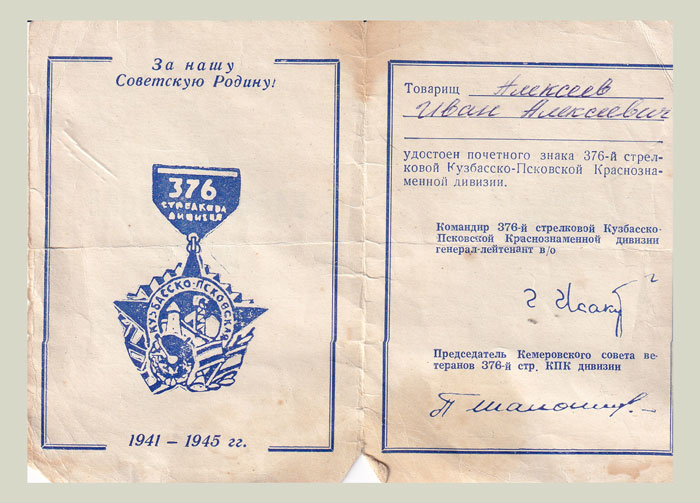 За нашу
Советскую Родину!
376
СТРЕЛКОВАЯ
ДИВИЗИЯ
КУЗБАССКО-ПСКОВСКАЯ
1941 – 1945 гг.
Товарищ Алексеев
Иван Алексеевич
удостоен почетного знака 376-й стрел-
ковой Кузбасско-Псковской Краснозна-
менной дивизии.
Командир 376-й стрелковой Кузбасско-
Псковской Краснознаменной дивизии
генерал-лейтенант в/о
Председатель Кемеровского совета ве-
теранов 376-й стр. КПК дивизии